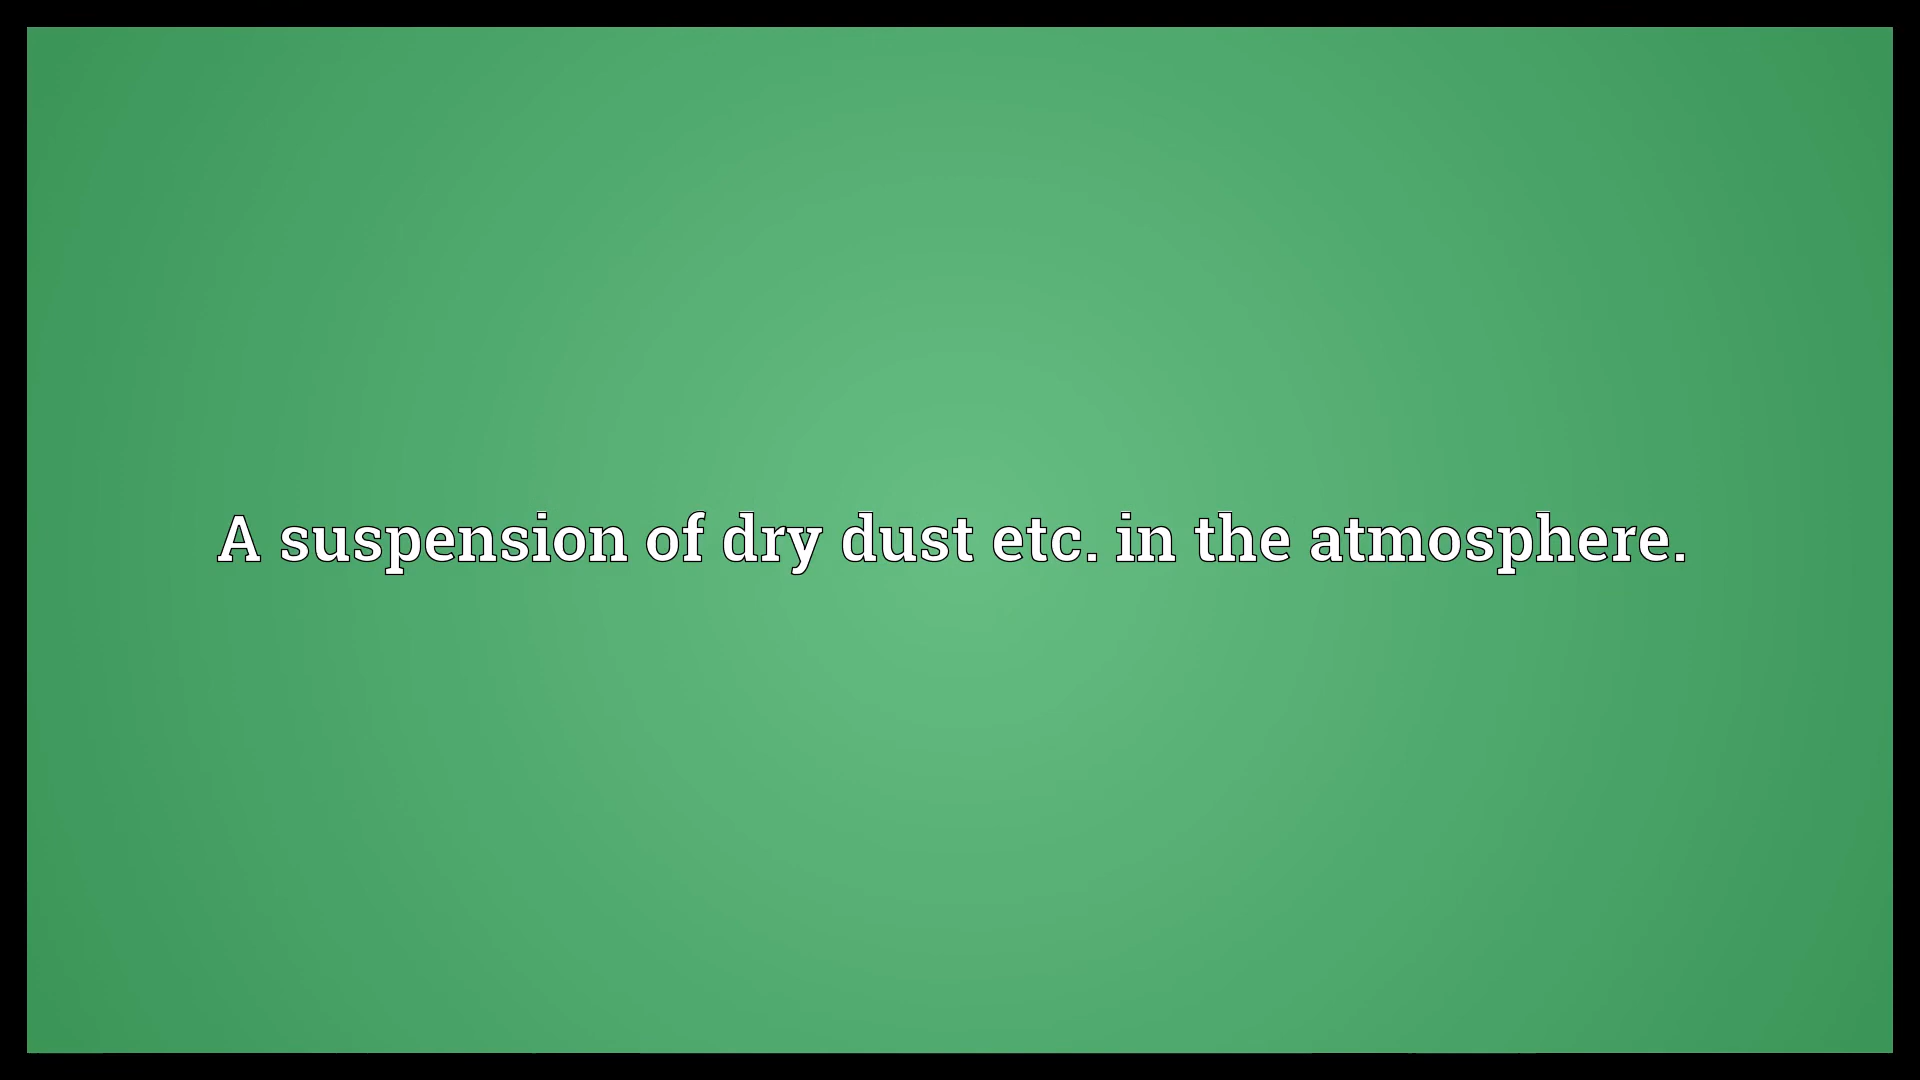 A suspension of dry dust etc. in the atmosphere.